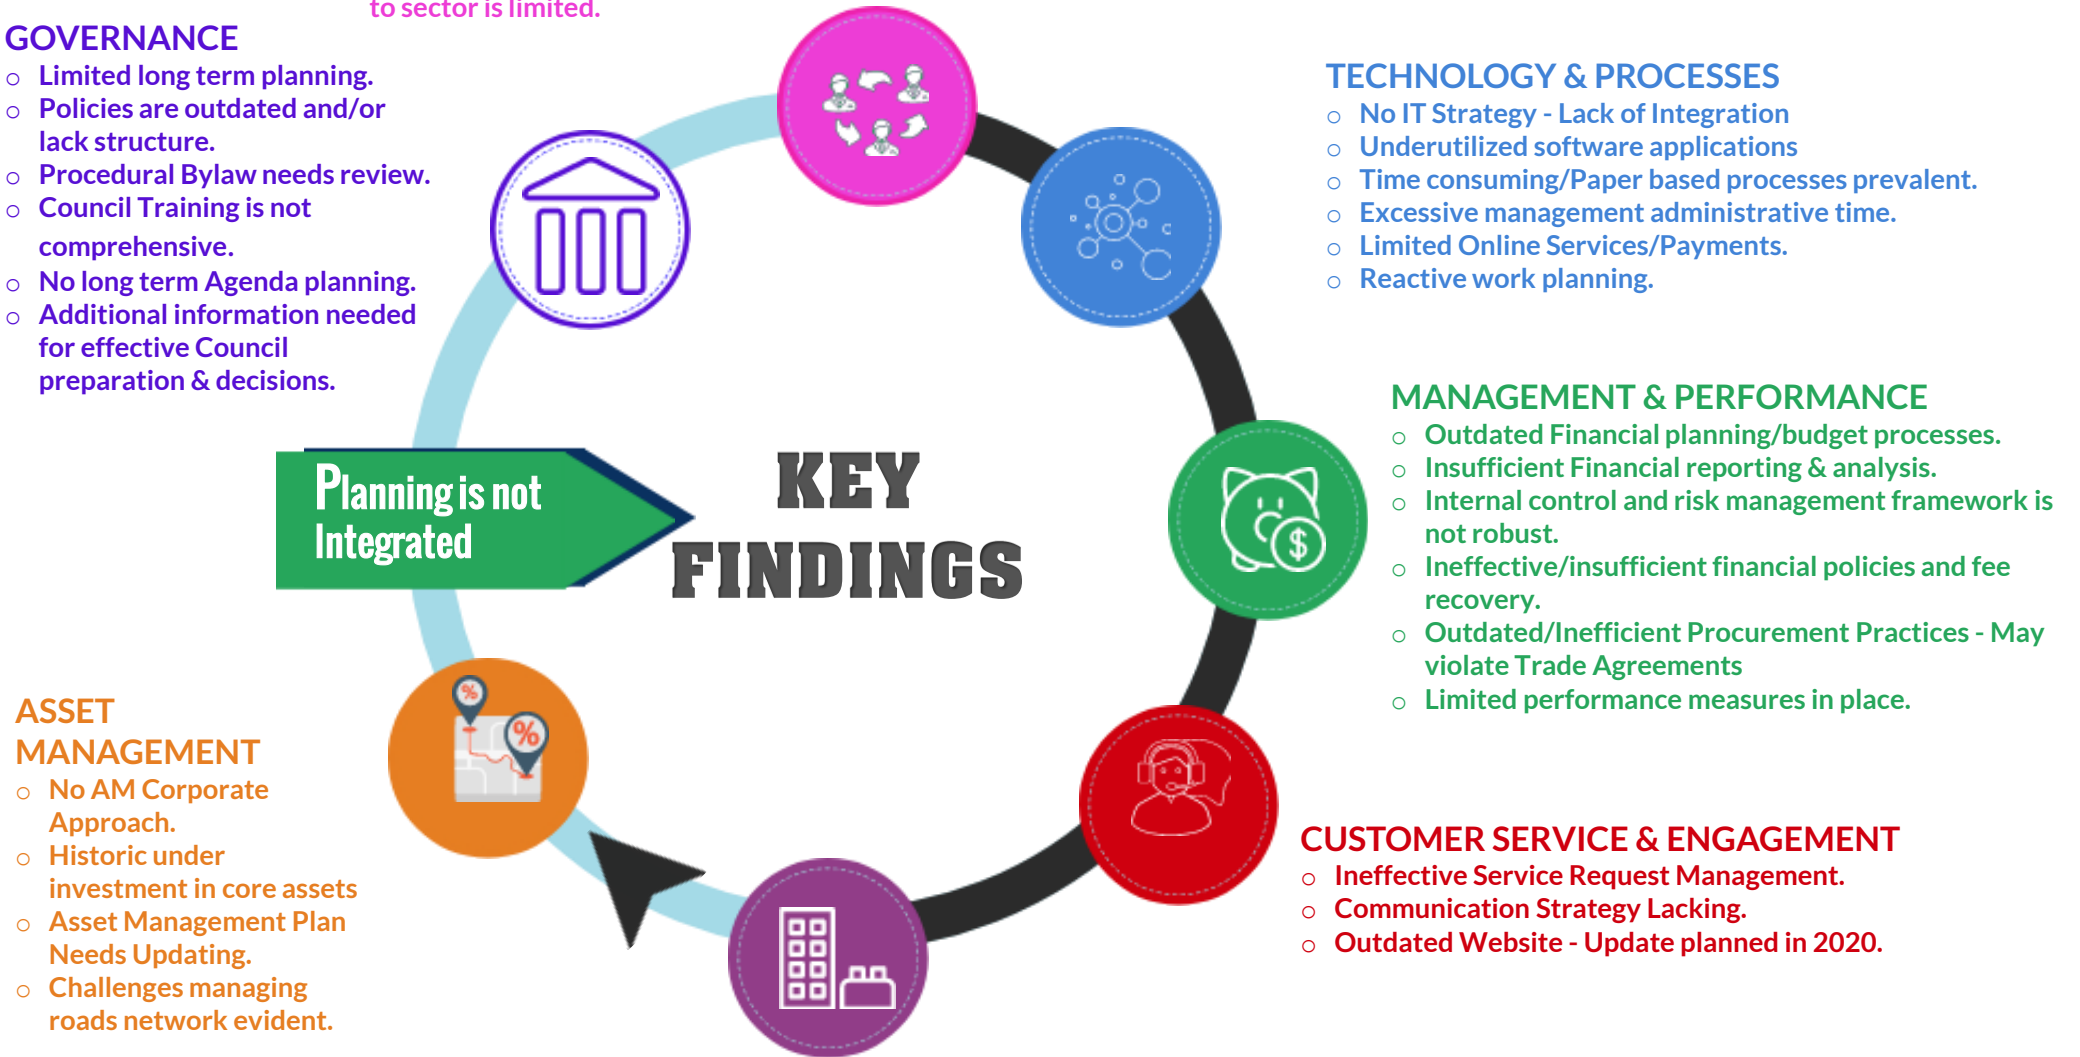 to sector is limited.
GOVERNANCE
○ Limited long term planning.
○ Policies are outdated and/or
lack structure.
○ Procedural Bylaw needs review.
○ Council Training is not
comprehensive.
○ No long term Agenda planning.
○ Additional information needed
for effective Council
preparation & decisions.
TECHNOLOGY & PROCESSES
○ No IT Strategy - Lack of Integration
○ Underutilized software applications
○ Time consuming/Paper based processes prevalent.
○ Excessive management administrative time.
○ Limited Online Services/Payments.
○ Reactive work planning.
MANAGEMENT & PERFORMANCE
○ Outdated Financial planning/budget processes.
○ Insufficient Financial reporting & analysis.
○ Internal control and risk management framework is
not robust.
○ Ineffective/insufficient financial policies and fee
recovery.
○ Outdated/Inefficient Procurement Practices - May
violate Trade Agreements
○ Limited performance measures in place.
Planning is not
Integrated
KEY
FINDINGS
$
ASSET
MANAGEMENT
○ No AM Corporate
Approach.
○ Historic under
investment in core assets
○ Asset Management Plan
Needs Updating.
○ Challenges managing
roads network evident.
%
%
CUSTOMER SERVICE & ENGAGEMENT
○ Ineffective Service Request Management.
○ Communication Strategy Lacking.
○ Outdated Website - Update planned in 2020.